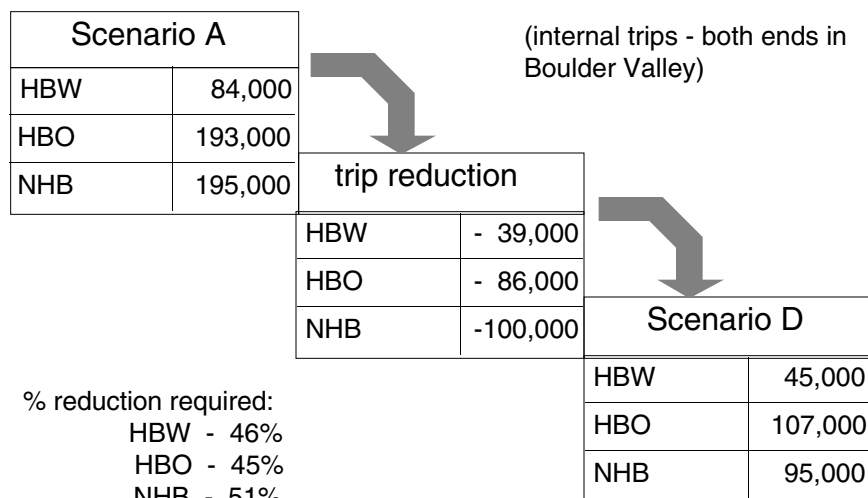 Scenario A
HBW 84,000
HBO 193,000
NHB 195,000
(internal trips - both ends in
Boulder Valley)
trip reduction
HBW - 39,000
HBO - 86,000
NHB -100,000
Scenario D
HBW 45,000
HBO 107,000
NHB 95,000
% reduction required:
HBW - 46%
HBO - 45%
NHB - 51%